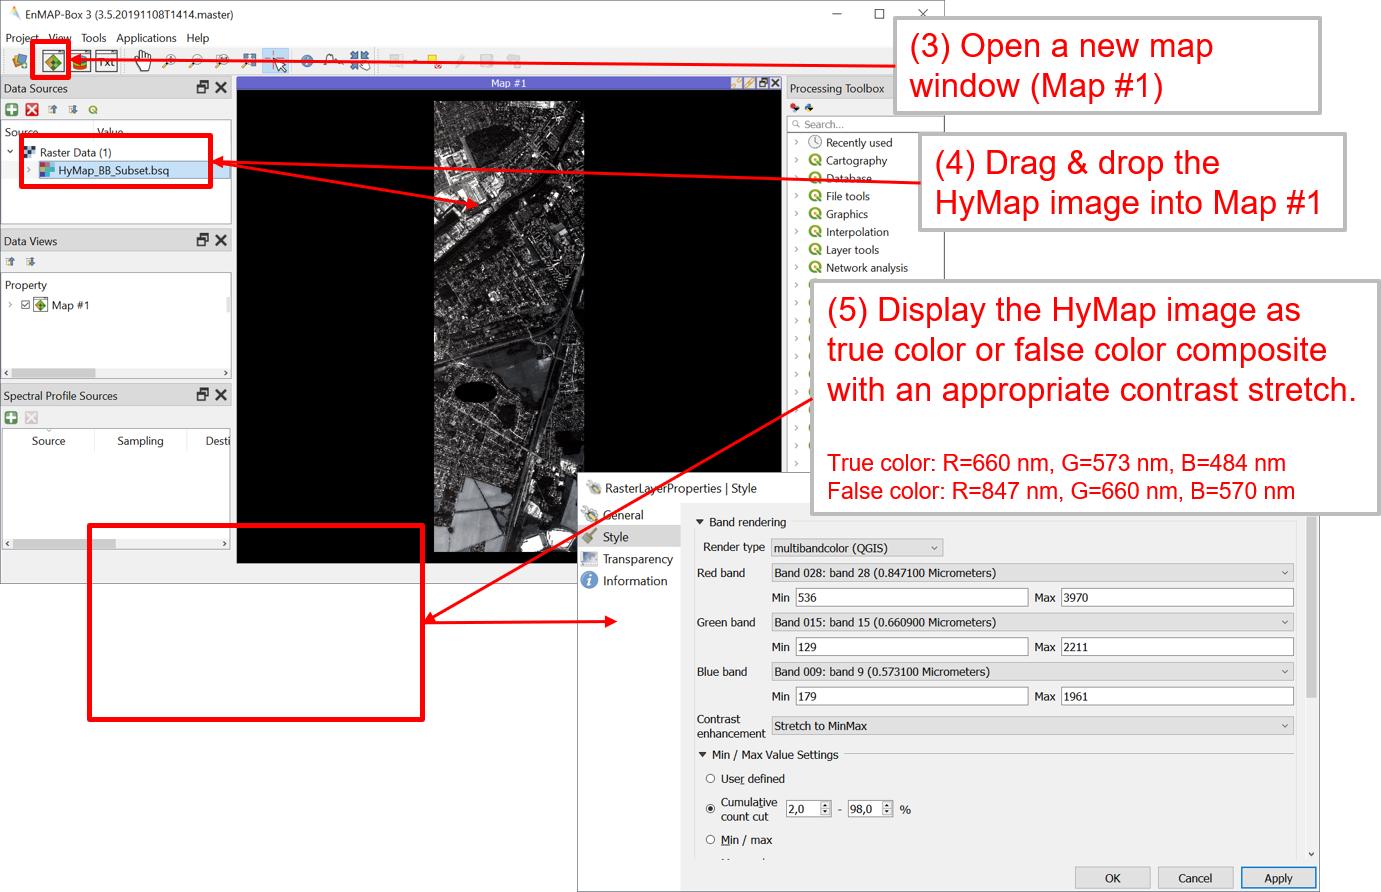 EnMAP-Box 3 (3.5.20191108T1414.master)
Project View Tools Applications Help
(3) Open a new map
window (Map #1)
Data Sources
Map #1
Processing Toolbox
Search...
Source Value
Raster Data (1)
HyMap_BB_Subset.bsq
Recently used
Cartography
Database
File tools
Graphics
Interpolation
Layer tools
Network analysis
(4) Drag & drop the
HyMap image into Map #1
Data Views
Property
Map #1
(5) Display the HyMap image as
true color or false color composite
with an appropriate contrast stretch.
True color: R=660 nm, G=573 nm, B=484 nm
False color: R=847 nm, G=660 nm, B=570 nm
Spectral Profile Sources
Source Sampling Desti
RasterLayerProperties | Style
General
Style
Transparency
Information
Band rendering
Render type multibandcolor (QGIS)
Red band Band 028: band 28 (0.847100 Micrometers)
Min 536 Max 3970
Green band Band 015: band 15 (0.660900 Micrometers)
Min 129 Max 2211
Blue band Band 009: band 9 (0.573100 Micrometers)
Min 179 Max 1961
Contrast
enhancement Stretch to MinMax
Min / Max Value Settings
User defined
Cumulative
count cut 2,0 - 98,0 %
Min / max
OK Cancel Apply